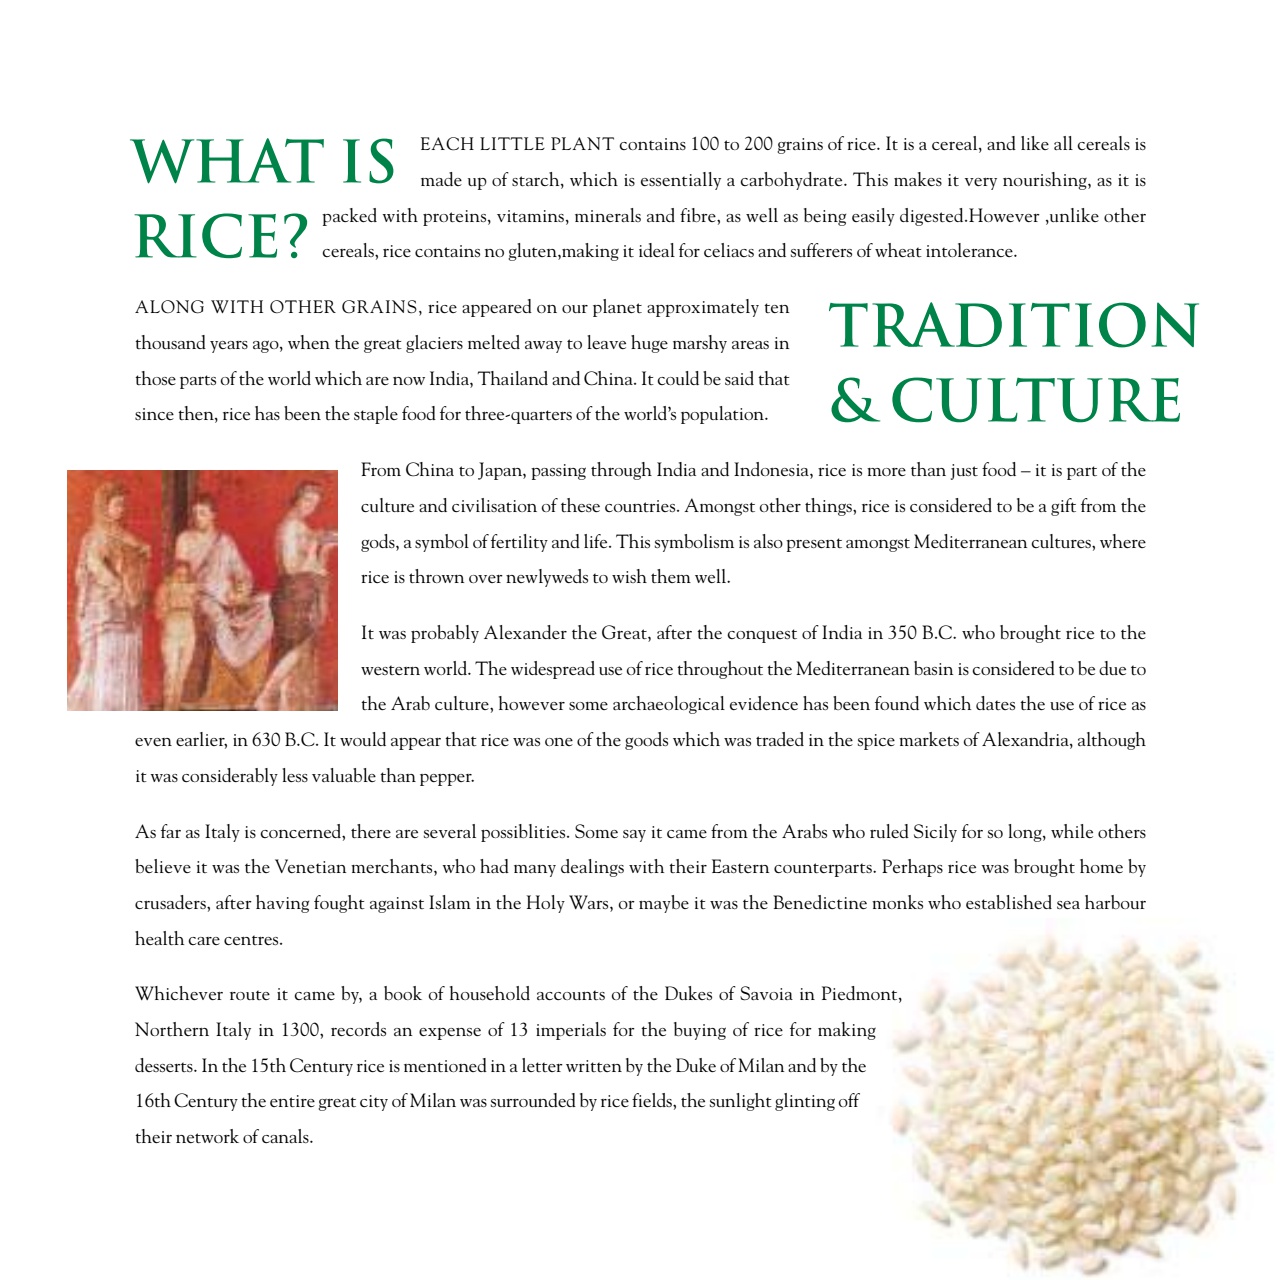 WHAT IS
RICE?
EACH LITTLE PLANT contains 100 to 200 grains of rice. It is a cereal, and like all cereals is
made up of starch, which is essentially a carbohydrate. This makes it very nourishing, as it is
packed with proteins, vitamins, minerals and fibre, as well as being easily digested.However ,unlike other
cereals, rice contains no gluten,making it ideal for celiacs and sufferers of wheat intolerance.
TRADITION
& CULTURE
ALONG WITH OTHER GRAINS, rice appeared on our planet approximately ten
thousand years ago, when the great glaciers melted away to leave huge marshy areas in
those parts of the world which are now India, Thailand and China. It could be said that
since then, rice has been the staple food for three-quarters of the world's population.
From China to Japan, passing through India and Indonesia, rice is more than just food – it is part of the
culture and civilisation of these countries. Amongst other things, rice is considered to be a gift from the
gods, a symbol of fertility and life. This symbolism is also present amongst Mediterranean cultures, where
rice is thrown over newlyweds to wish them well.
It was probably Alexander the Great, after the conquest of India in 350 B.C. who brought rice to the
western world. The widespread use of rice throughout the Mediterranean basin is considered to be due to
the Arab culture, however some archaeological evidence has been found which dates the use of rice as
even earlier, in 630 B.C. It would appear that rice was one of the goods which was traded in the spice markets of Alexandria, although
it was considerably less valuable than pepper.
As far as Italy is concerned, there are several possiblities. Some say it came from the Arabs who ruled Sicily for so long, while others
believe it was the Venetian merchants, who had many dealings with their Eastern counterparts. Perhaps rice was brought home by
crusaders, after having fought against Islam in the Holy Wars, or maybe it was the Benedictine monks who established sea harbour
health care centres.
Whichever route it came by, a book of household accounts of the Dukes of Savoia in Piedmont,
Northern Italy in 1300, records an expense of 13 imperials for the buying of rice for making
desserts. In the 15th Century rice is mentioned in a letter written by the Duke of Milan and by the
16th Century the entire great city of Milan was surrounded by rice fields, the sunlight glinting off
their network of canals.